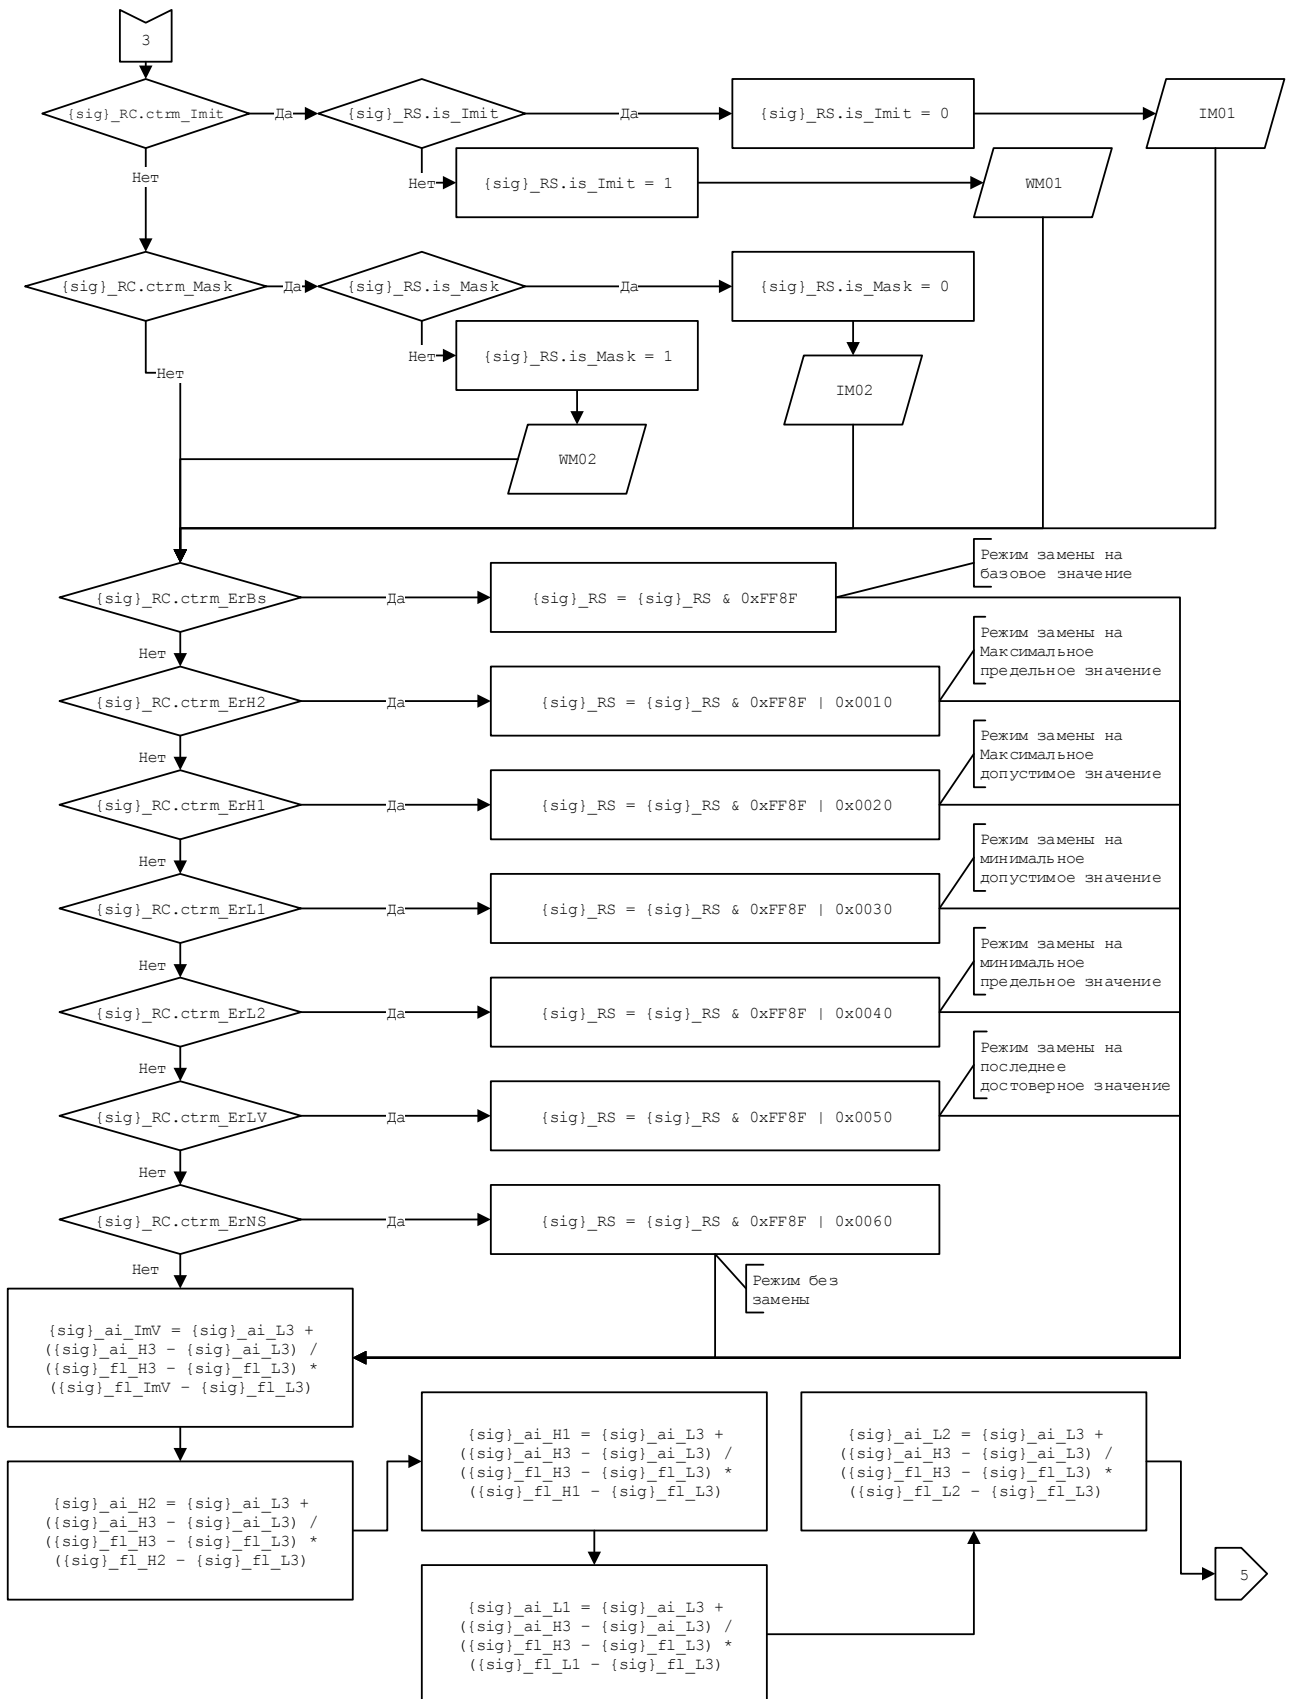 3
{sig}_RC.ctrm_Imit
Да
{sig}_RS.is_Imit
Да
{sig}_RS.is_Imit = 0
IM01
Нет
Нет
{sig}_RS.is_Imit = 1
WM01
{sig}_RC.ctrm_Mask
Да
{sig}_RS.is_Mask
Да
{sig}_RS.is_Mask = 0
Нет
{sig}_RS.is_Mask = 1
Нет
IM02
WM02
Режим замены на
базовое значение
{sig}_RC.ctrm_ErBs
Да
{sig}_RS = {sig}_RS & 0xFF8F
Нет
Режим замены на
Максимальное
предельное значение
{sig}_RC.ctrm_ErH2
Да
{sig}_RS = {sig}_RS & 0xFF8F | 0x0010
Нет
Режим замены на
Максимальное
допустимое значение
{sig}_RC.ctrm_ErH1
Да
{sig}_RS = {sig}_RS & 0xFF8F | 0x0020
Нет
Режим замены на
минимальное
допустимое значение
{sig}_RC.ctrm_ErL1
Да
{sig}_RS = {sig}_RS & 0xFF8F | 0x0030
Нет
Режим замены на
минимальное
предельное значение
{sig}_RC.ctrm_ErL2
Да
{sig}_RS = {sig}_RS & 0xFF8F | 0x0040
Нет
Режим замены на
последнее
достоверное значение
{sig}_RC.ctrm_ErLV
Да
{sig}_RS = {sig}_RS & 0xFF8F | 0x0050
Нет
{sig}_RC.ctrm_ErNS
Да
{sig}_RS = {sig}_RS & 0xFF8F | 0x0060
Нет
Режим без
замены
{sig}_ai_ImV = {sig}_ai_L3 +
({sig}_ai_H3 – {sig}_ai_L3) /
({sig}_fl_H3 – {sig}_fl_L3) *
({sig}_fl_ImV – {sig}_fl_L3)
{sig}_ai_H2 = {sig}_ai_L3 +
({sig}_ai_H3 – {sig}_ai_L3) /
({sig}_fl_H3 – {sig}_fl_L3) *
({sig}_fl_H2 – {sig}_fl_L3)
{sig}_ai_H1 = {sig}_ai_L3 +
({sig}_ai_H3 – {sig}_ai_L3) /
({sig}_fl_H3 – {sig}_fl_L3) *
({sig}_fl_H1 – {sig}_fl_L3)
{sig}_ai_L1 = {sig}_ai_L3 +
({sig}_ai_H3 – {sig}_ai_L3) /
({sig}_fl_H3 – {sig}_fl_L3) *
({sig}_fl_L1 – {sig}_fl_L3)
{sig}_ai_L2 = {sig}_ai_L3 +
({sig}_ai_H3 – {sig}_ai_L3) /
({sig}_fl_H3 – {sig}_fl_L3) *
({sig}_fl_L2 – {sig}_fl_L3)
5